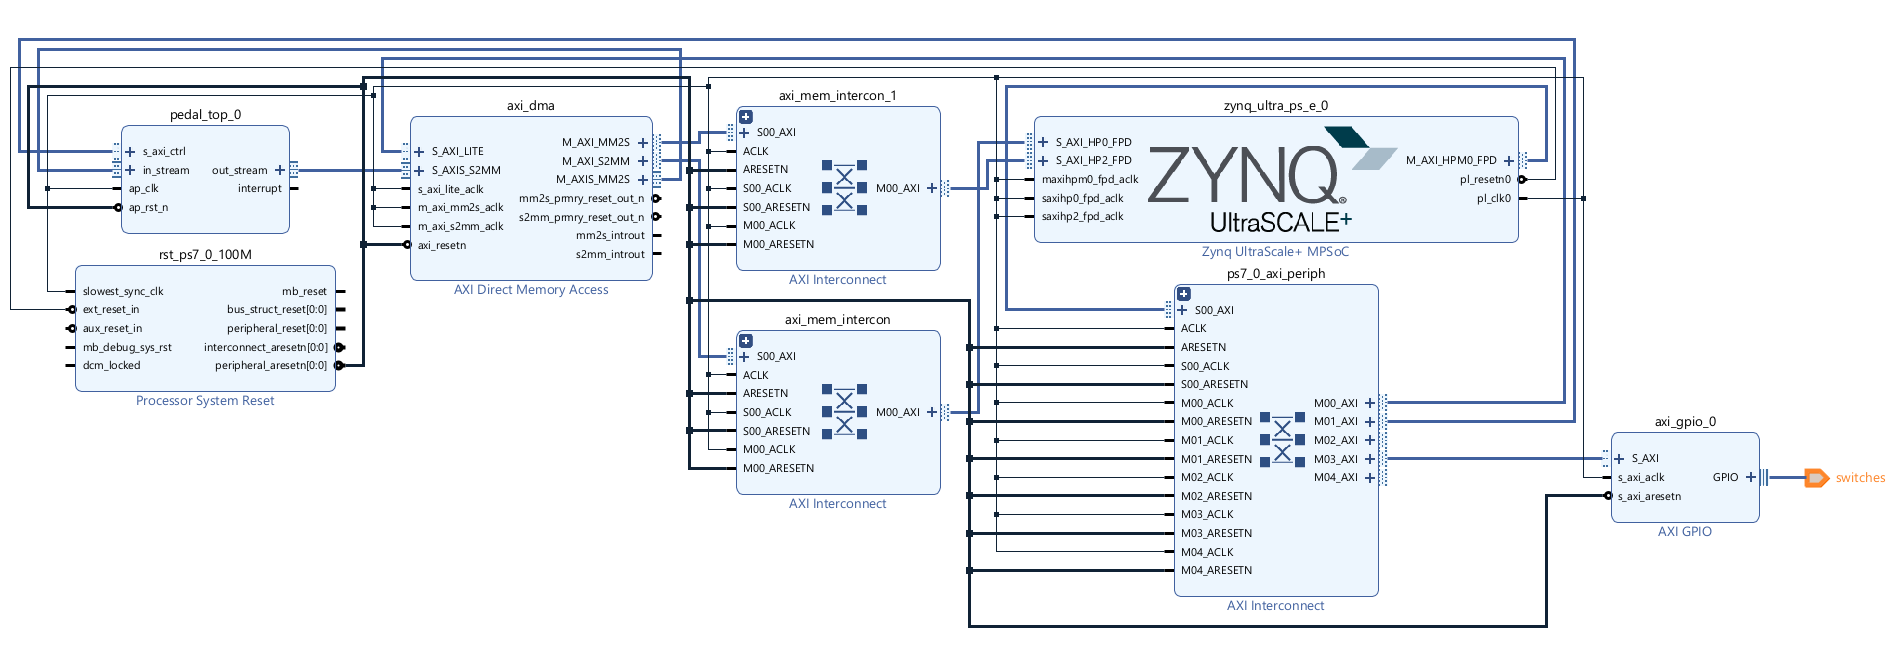 pedal_top_0
s_axi_ctrl
in_stream
out_stream
ap_clk
interrupt
ap_rst_n
rst_ps7_0_100M
slowest_sync_clk
mb_reset
ext_reset_in
bus_struct_reset[0:0]
aux_reset_in
peripheral_reset[0:0]
mb_debug_sys_rst
interconnect_aresetn[0:0]
dcm_locked
peripheral_aresetn[0:0]
Processor System Reset
axi_dma
M_AXI_MM2S
S_AXI_LITE
M_AXI_S2MM
S_AXIS_S2MM
M_AXIS_MM2S
s_axi_lite_aclk
mm2s_prmry_reset_out_n
m_axi_mm2s_aclk
s2mm_prmry_reset_out_n
m_axi_s2mm_aclk
mm2s_introut
axi_resetn
s2mm_introut
AXI Direct Memory Access
axi_mem_intercon_1
S00_AXI
ACLK
ARESETN
S00_ACLK
M00_AXI
S00_ARESETN
M00_ACLK
M00_ARESETN
AXI Interconnect
axi_mem_intercon
S00_AXI
ACLK
ARESETN
S00_ACLK
M00_AXI
S00_ARESETN
M00_ACLK
M00_ARESETN
AXI Interconnect
zynq_ultra_ps_e_0
S_AXI_HP0_FPD
S_AXI_HP2_FPD
M_AXI_HPM0_FPD
maxihpm0_fpd_aclk
pl_resetn0
saxihp0_fpd_aclk
pl_clk0
saxihp2_fpd_aclk
ZYNQ®
UltraSCALE+
Zynq UltraScale+ MPSoC
ps7_0_axi_periph
S00_AXI
ACLK
ARESETN
S00_ACLK
S00_ARESETN
M00_ACLK
M00_AXI
M00_ARESETN
M01_AXI
M01_ACLK
M02_AXI
M01_ARESETN
M03_AXI
M02_ACLK
M04_AXI
M02_ARESETN
M03_ACLK
M03_ARESETN
M04_ACLK
M04_ARESETN
AXI Interconnect
axi_gpio_0
S_AXI
s_axi_aclk
GPIO
s_axi_aresetn
AXI GPIO
switches